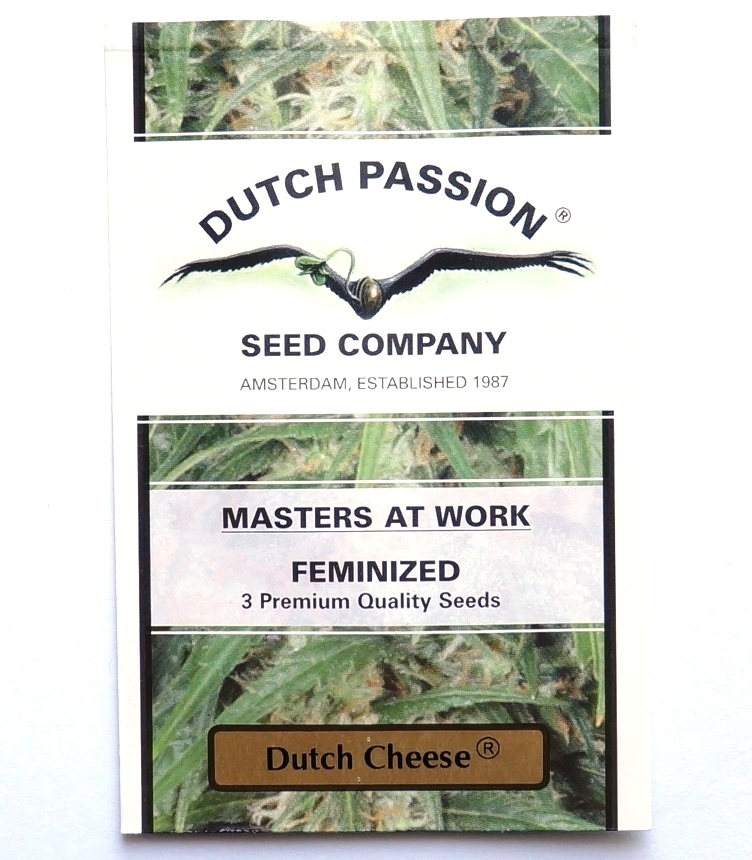 DUTCH PASSION®
SEED COMPANY
AMSTERDAM, ESTABLISHED 1987
MASTERS AT WORK
FEMINIZED
3 Premium Quality Seeds
Dutch Cheese®